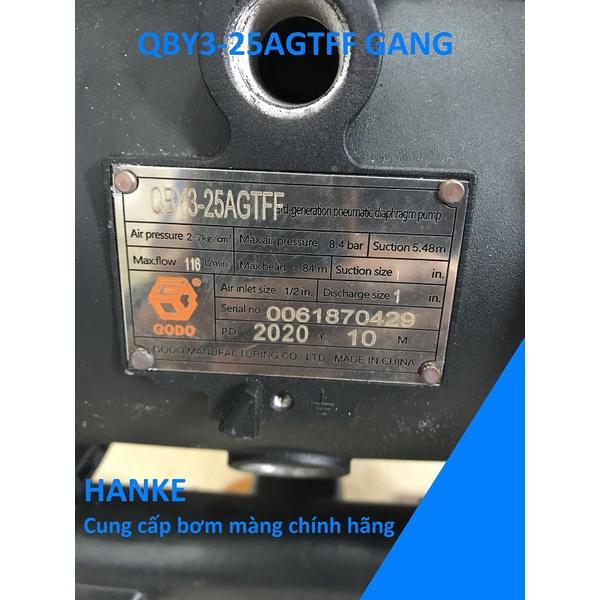 QBY3-25AGTFF GANG
QBY3-25AGTFF 3rd-generation pneumatic diaphragm pump
Air pressure 2.7kg/cm² Max.air pressure 8.4 bar Suction 5.48m
Max.flow 116 L/min. Max.head 84 m Suction size 1 in.
Air inlet size 1/2 in. Discharge size 1 in.
Serial no. 0061870429
GODO
PD 2020 Y 10 M
GODO MANUFACTURING CO. LTD MADE IN CHINA
HANKE
Cung cấp bơm màng chính hãng